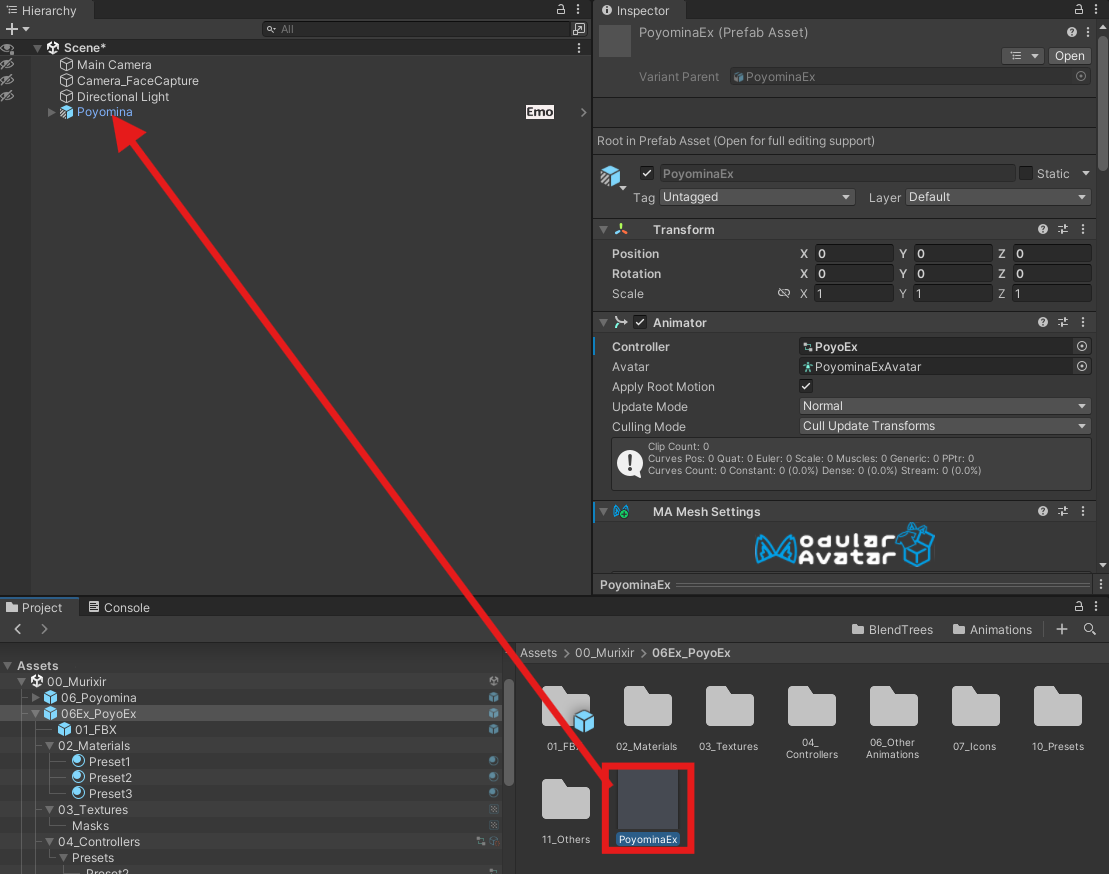 Hierarchy
All
Scene*
Main Camera
Camera_FaceCapture
Directional Light
Poyomina
Emo
Inspector
PoyominaEx (Prefab Asset)
Open
Variant Parent
PoyominaEx
Root in Prefab Asset (Open for full editing support)
PoyominaEx
Static
Tag Untagged
Layer Default
Transform
Position X 0 Y 0 Z 0
Rotation X 0 Y 0 Z 0
Scale X 1 Y 1 Z 1
Animator
Controller PoyoEx
Avatar PoyominaExAvatar
Apply Root Motion
Update Mode Normal
Culling Mode Cull Update Transforms
Clip Count: 0
Curves Pos: 0 Quat: 0 Euler: 0 Scale: 0 Muscles: 0 Generic: 0 PPtr: 0
Curves Count: 0 Constant: 0 (0.0%) Dense: 0 (0.0%) Stream: 0 (0.0%)
MA Mesh Settings
Modular
Avatar
PoyominaEx
Project
Console
BlendTrees
Animations
Assets
00_Murixir
06_Poyomina
06Ex_PoyoEx
01_FBX
02_Materials
Preset1
Preset2
Preset3
03_Textures
Masks
04_Controllers
Presets
Preset2
Assets > 00_Murixir > 06Ex_PoyoEx
02_Materials
03_Textures
04_
Controllers
06_Other
Animations
07_Icons
10_Presets
11_Others
PoyominaEx